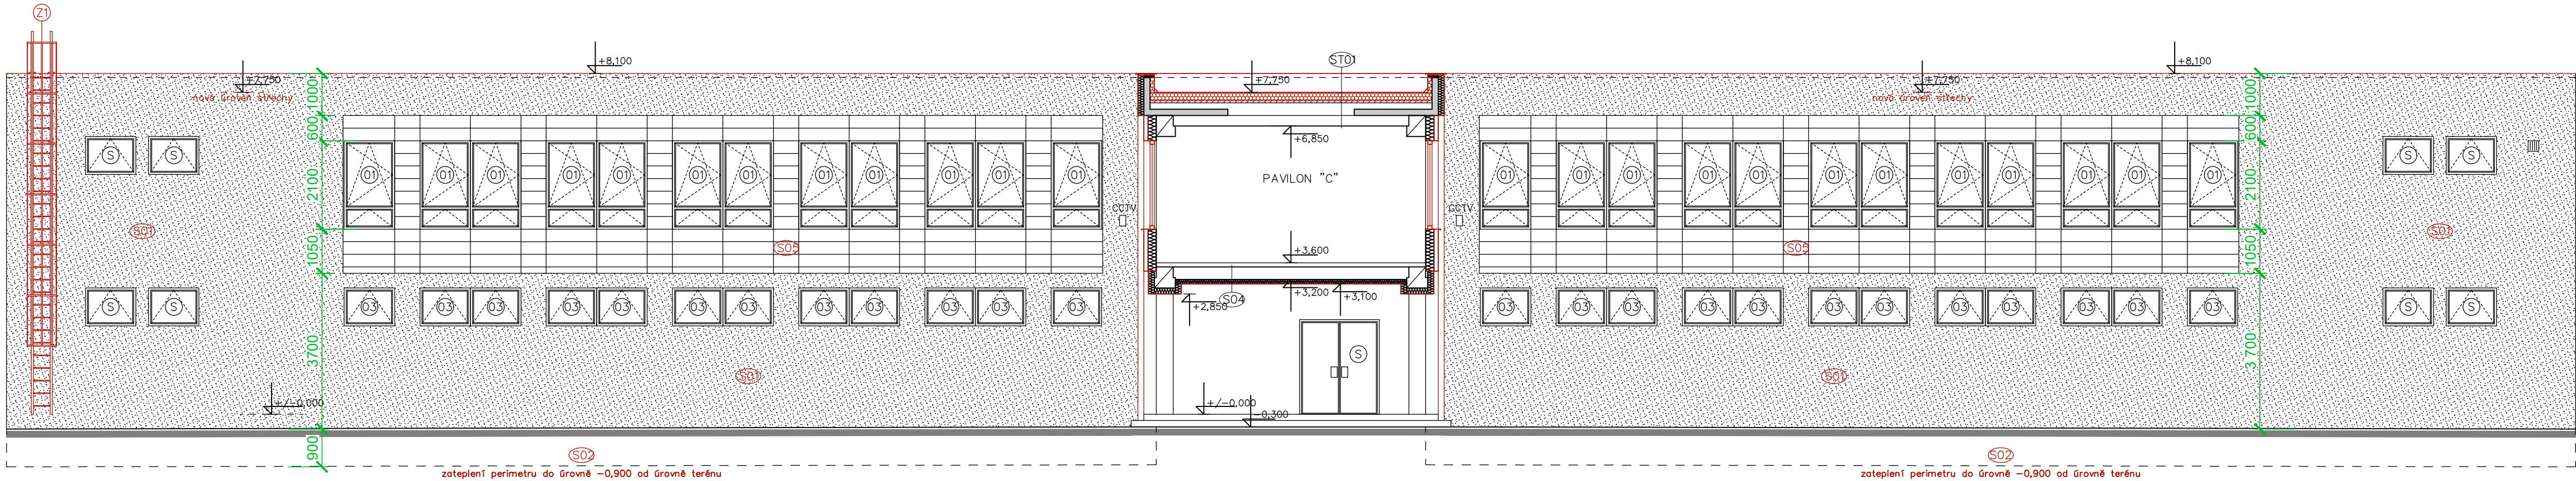 Z1
+8,100
ST01
+8,100
+7,750
+7,750
+7,750
nová úroveň střechy
nová úroveň střechy
1000
1000
600
600
+6,850
S S
S S
01 01 01 01 01 01 01 01 01 01 01 01
PAVILON "C"
01 01 01 01 01 01 01 01 01 01 01 01
2100
2100
CCTV
CCTV
S01
S01
S05
S05
1050
1050
+3,600
S04
+3,200
+3,100
+2,850
S S
03 03 03 03 03 03 03 03 03 03 03 03
03 03 03 03 03 03 03 03 03 03 03 03
S S
3700
3 700
S
S01
S01
+/-0,000
+/-0,000
-0,300
900
S02
S02
zateplení perimetru do úrovně -0,900 od úrovně terénu
zateplení perimetru do úrovně -0,900 od úrovně terénu